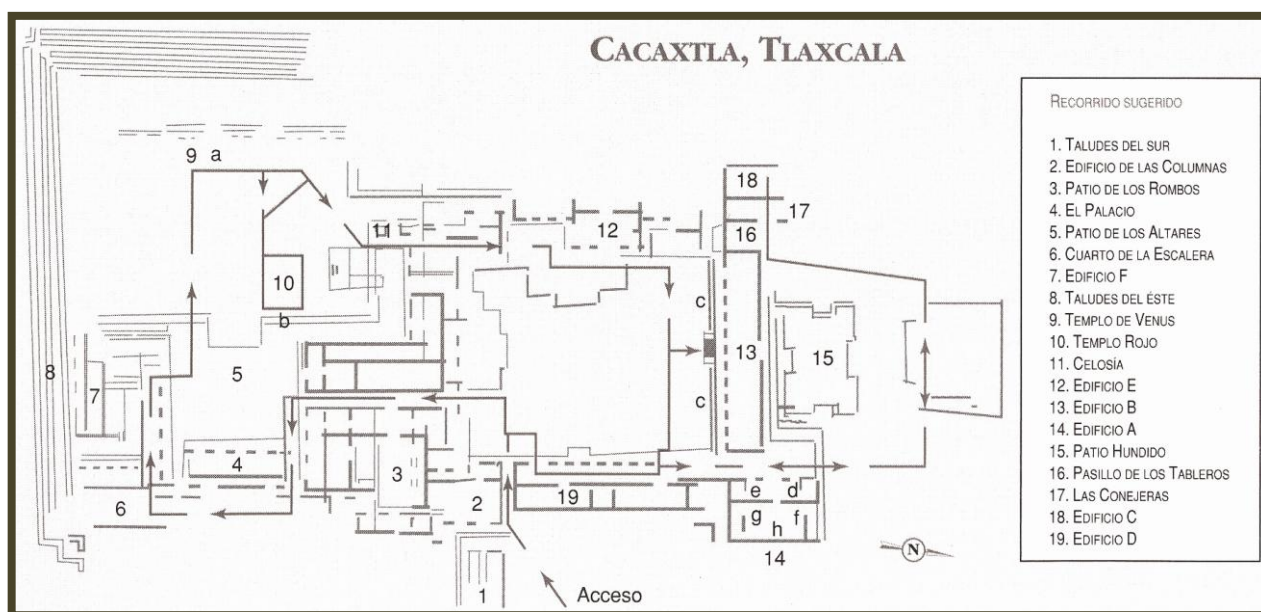 CACAXTLA, TLAXCALA
RECORRIDO SUGERIDO
1. TALUDES DEL SUR
2. EDIFICIO DE LAS COLUMNAS
3. PATIO DE LOS ROMBOS
4. EL PALACIO
5. PATIO DE LOS ALTARES
6. CUARTO DE LA ESCALERA
7. EDIFICIO F
8. TALUDES DEL ÉSTE
9. TEMPLO DE VENUS
10. TEMPLO ROJO
11. CELOSÍA
12. EDIFICIO E
13. EDIFICIO B
14. EDIFICIO A
15. PATIO HUNDIDO
16. PASILLO DE LOS TABLEROS
17. LAS CONEJERAS
18. EDIFICIO C
19. EDIFICIO D
9 a
18
17
11
12
16
10
c
b
8
7
5
13
15
c
4
3
2
19
e d
6
g f
h
14
N
1
Acceso